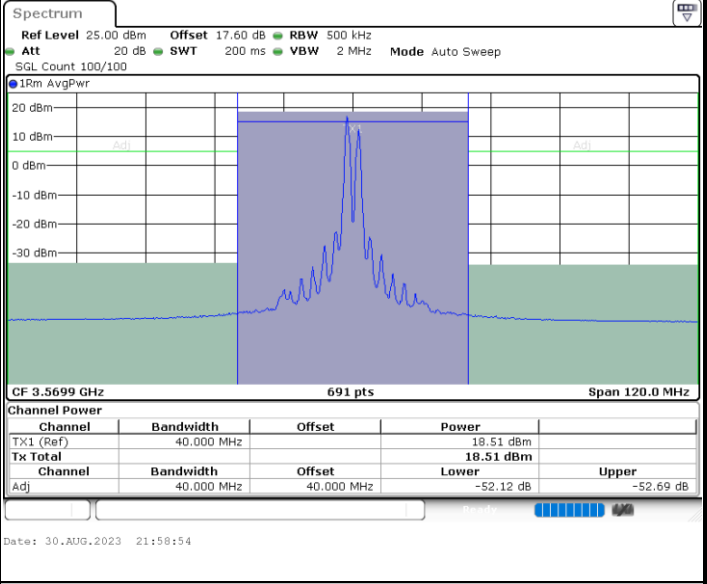 Spectrum
Ref Level 25.00 dBm Offset 17.60 dB RBW 500 kHz
Att 20 dB SWT 200 ms VBW 2 MHz Mode Auto Sweep
SGL Count 100/100
1Rm AvgPwr
20 dBm
TX1
10 dBm
Adj Adj
0 dBm
-10 dBm
-20 dBm
-30 dBm
CF 3.5699 GHz 691 pts Span 120.0 MHz
Channel Power
Channel Bandwidth Offset Power
TX1 (Ref) 40.000 MHz 18.51 dBm
Tx Total 18.51 dBm
Channel Bandwidth Offset Lower Upper
Adj 40.000 MHz 40.000 MHz -52.12 dB -52.69 dB
Ready
Date: 30.AUG.2023 21:58:54